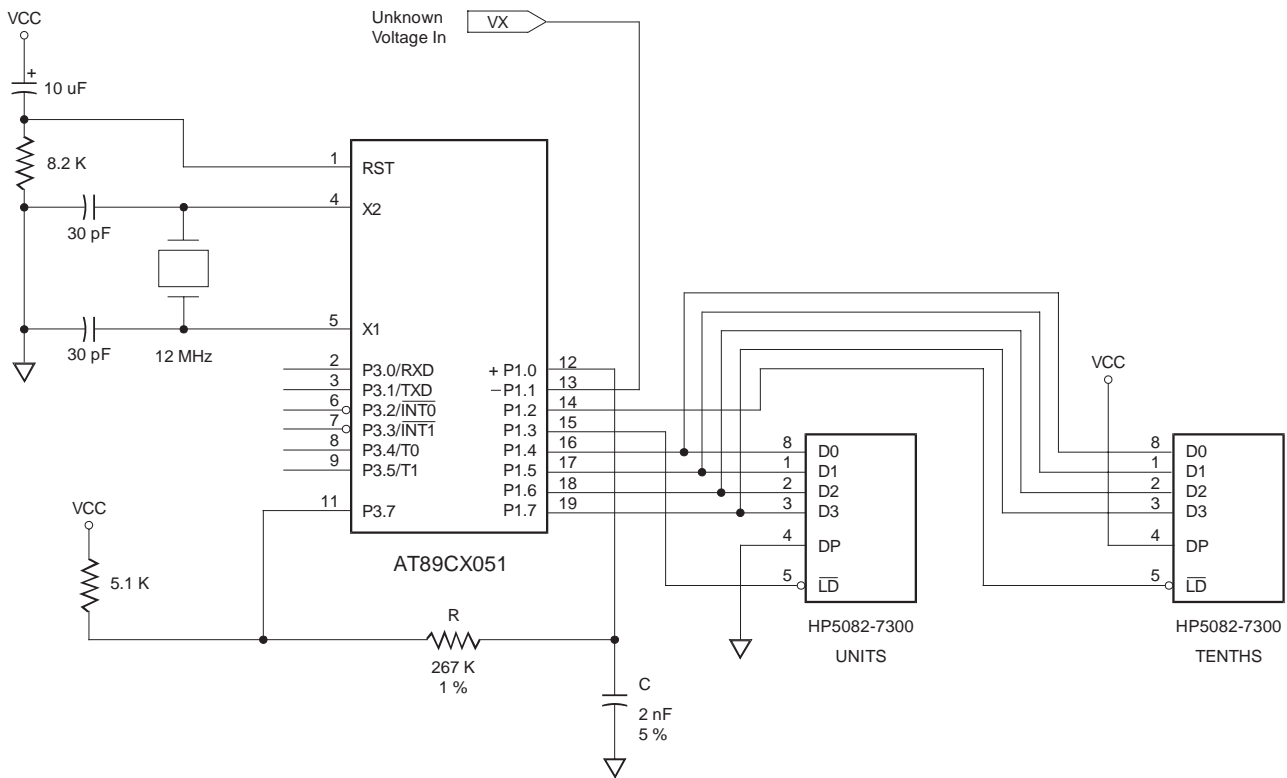 VCC
Unknown
Voltage In
VX
+
10 uF
8.2 K
30 pF
30 pF
12 MHz
1
RST
4
X2
5
X1
2
P3.0/RXD
3
P3.1/TXD
6
P3.2/INT0
7
P3.3/INT1
8
P3.4/T0
9
P3.5/T1
11
P3.7
+ P1.0
12
– P1.1
13
P1.2
14
P1.3
15
P1.4
16
P1.5
17
P1.6
18
P1.7
19
AT89CX051
VCC
5.1 K
R
267 K
1 %
C
2 nF
5 %
8
D0
1
D1
2
D2
3
D3
4
DP
5
LD
HP5082-7300
UNITS
VCC
8
D0
1
D1
2
D2
3
D3
4
DP
5
LD
HP5082-7300
TENTHS